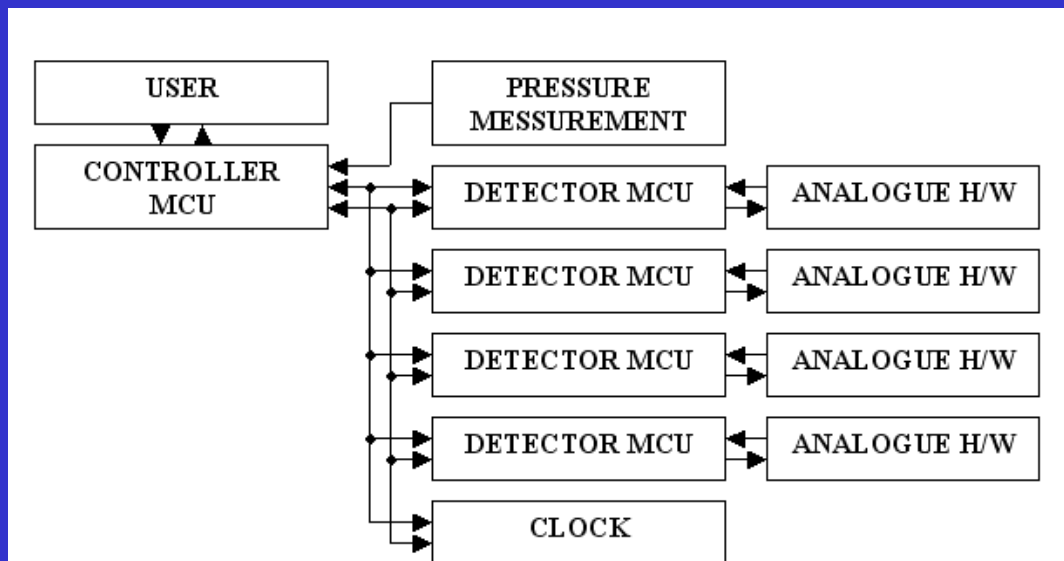 USER
CONTROLLER
MCU
PRESSURE
MESSUREMENT
DETECTOR MCU
ANALOGUE H/W
DETECTOR MCU
ANALOGUE H/W
DETECTOR MCU
ANALOGUE H/W
DETECTOR MCU
ANALOGUE H/W
CLOCK